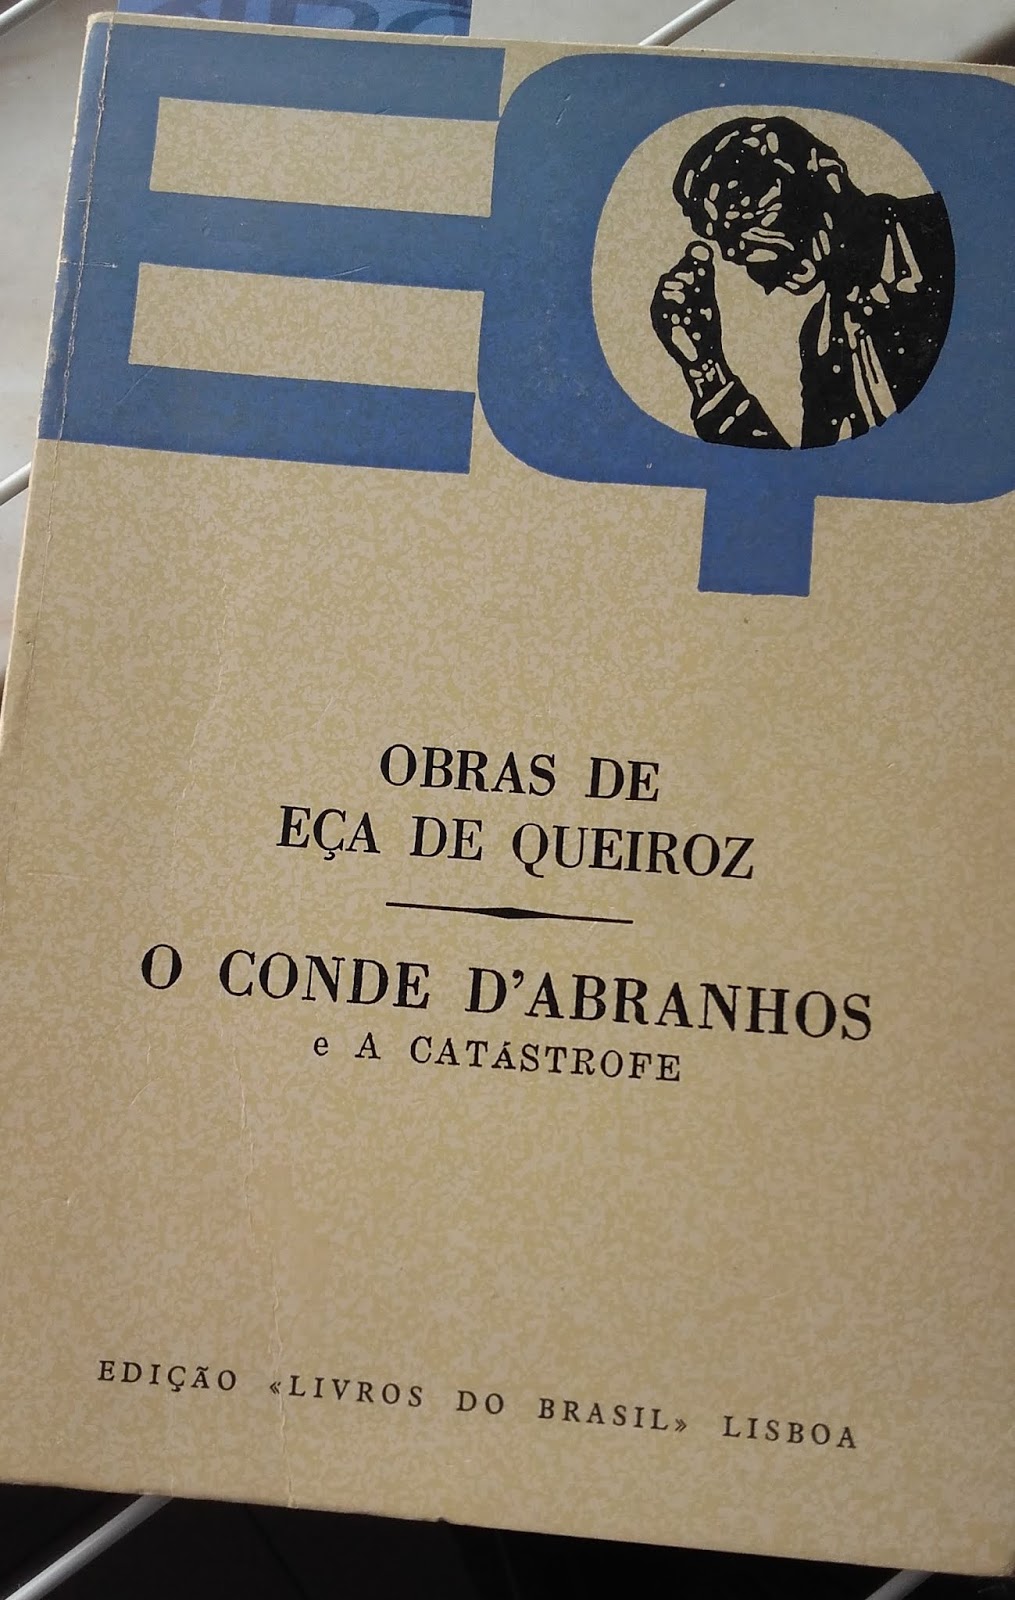 EQ
OBRAS DE
EÇA DE QUEIROZ
O CONDE D'ABRANHOS
e A CATÁSTROFE
EDIÇÃO «LIVROS DO BRASIL» LISBOA